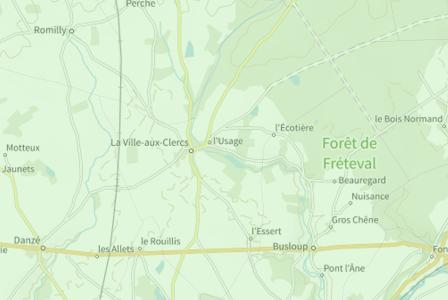 Perche
Romilly
La Ville-aux-Clercs
l'Usage
l'Écotière
le Bois Normand
Forêt de
Fréteval
Motteux
Jaunets
Beauregard
Nuisance
Gros Chêne
l'Essert
Danzé
les Allets
le Rouillis
Busloup
Fon
Pont l'Âne